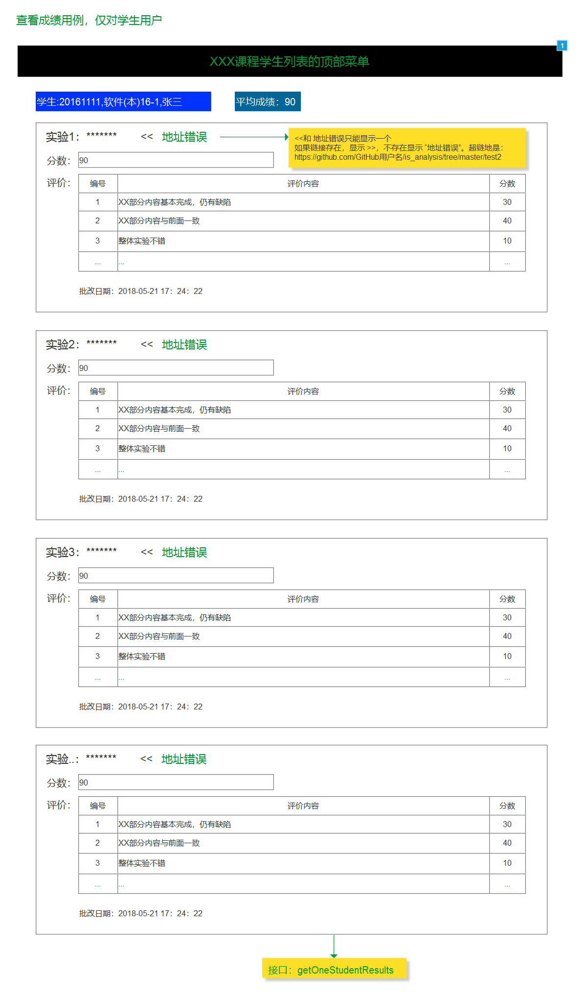 查看成绩用例，仅对学生用户
1
XXX课程学生列表的顶部菜单
学生:20161111,软件(本)16-1,张三
平均成绩：90
实验1：******* << 地址错误
<<和 地址错误只能显示一个
如果链接存在，显示 >>，不存在显示 “地址错误”。超链地是：
https://github.com/GitHub用户名/is_analysis/tree/master/test2
分数：90
评价：
编号 评价内容 分数
1 XX部分内容基本完成，仍有缺陷 30
2 XX部分内容与前面一致 40
3 整体实验不错 10
... ... ...
批改日期：2018-05-21 17：24：22
实验2：******* << 地址错误
分数：90
评价：
编号 评价内容 分数
1 XX部分内容基本完成，仍有缺陷 30
2 XX部分内容与前面一致 40
3 整体实验不错 10
... ... ...
批改日期：2018-05-21 17：24：22
实验3：******* << 地址错误
分数：90
评价：
编号 评价内容 分数
1 XX部分内容基本完成，仍有缺陷 30
2 XX部分内容与前面一致 40
3 整体实验不错 10
... ... ...
批改日期：2018-05-21 17：24：22
实验..：******* << 地址错误
分数：90
评价：
编号 评价内容 分数
1 XX部分内容基本完成，仍有缺陷 30
2 XX部分内容与前面一致 40
3 整体实验不错 10
... ... ...
批改日期：2018-05-21 17：24：22
接口：getOneStudentResults